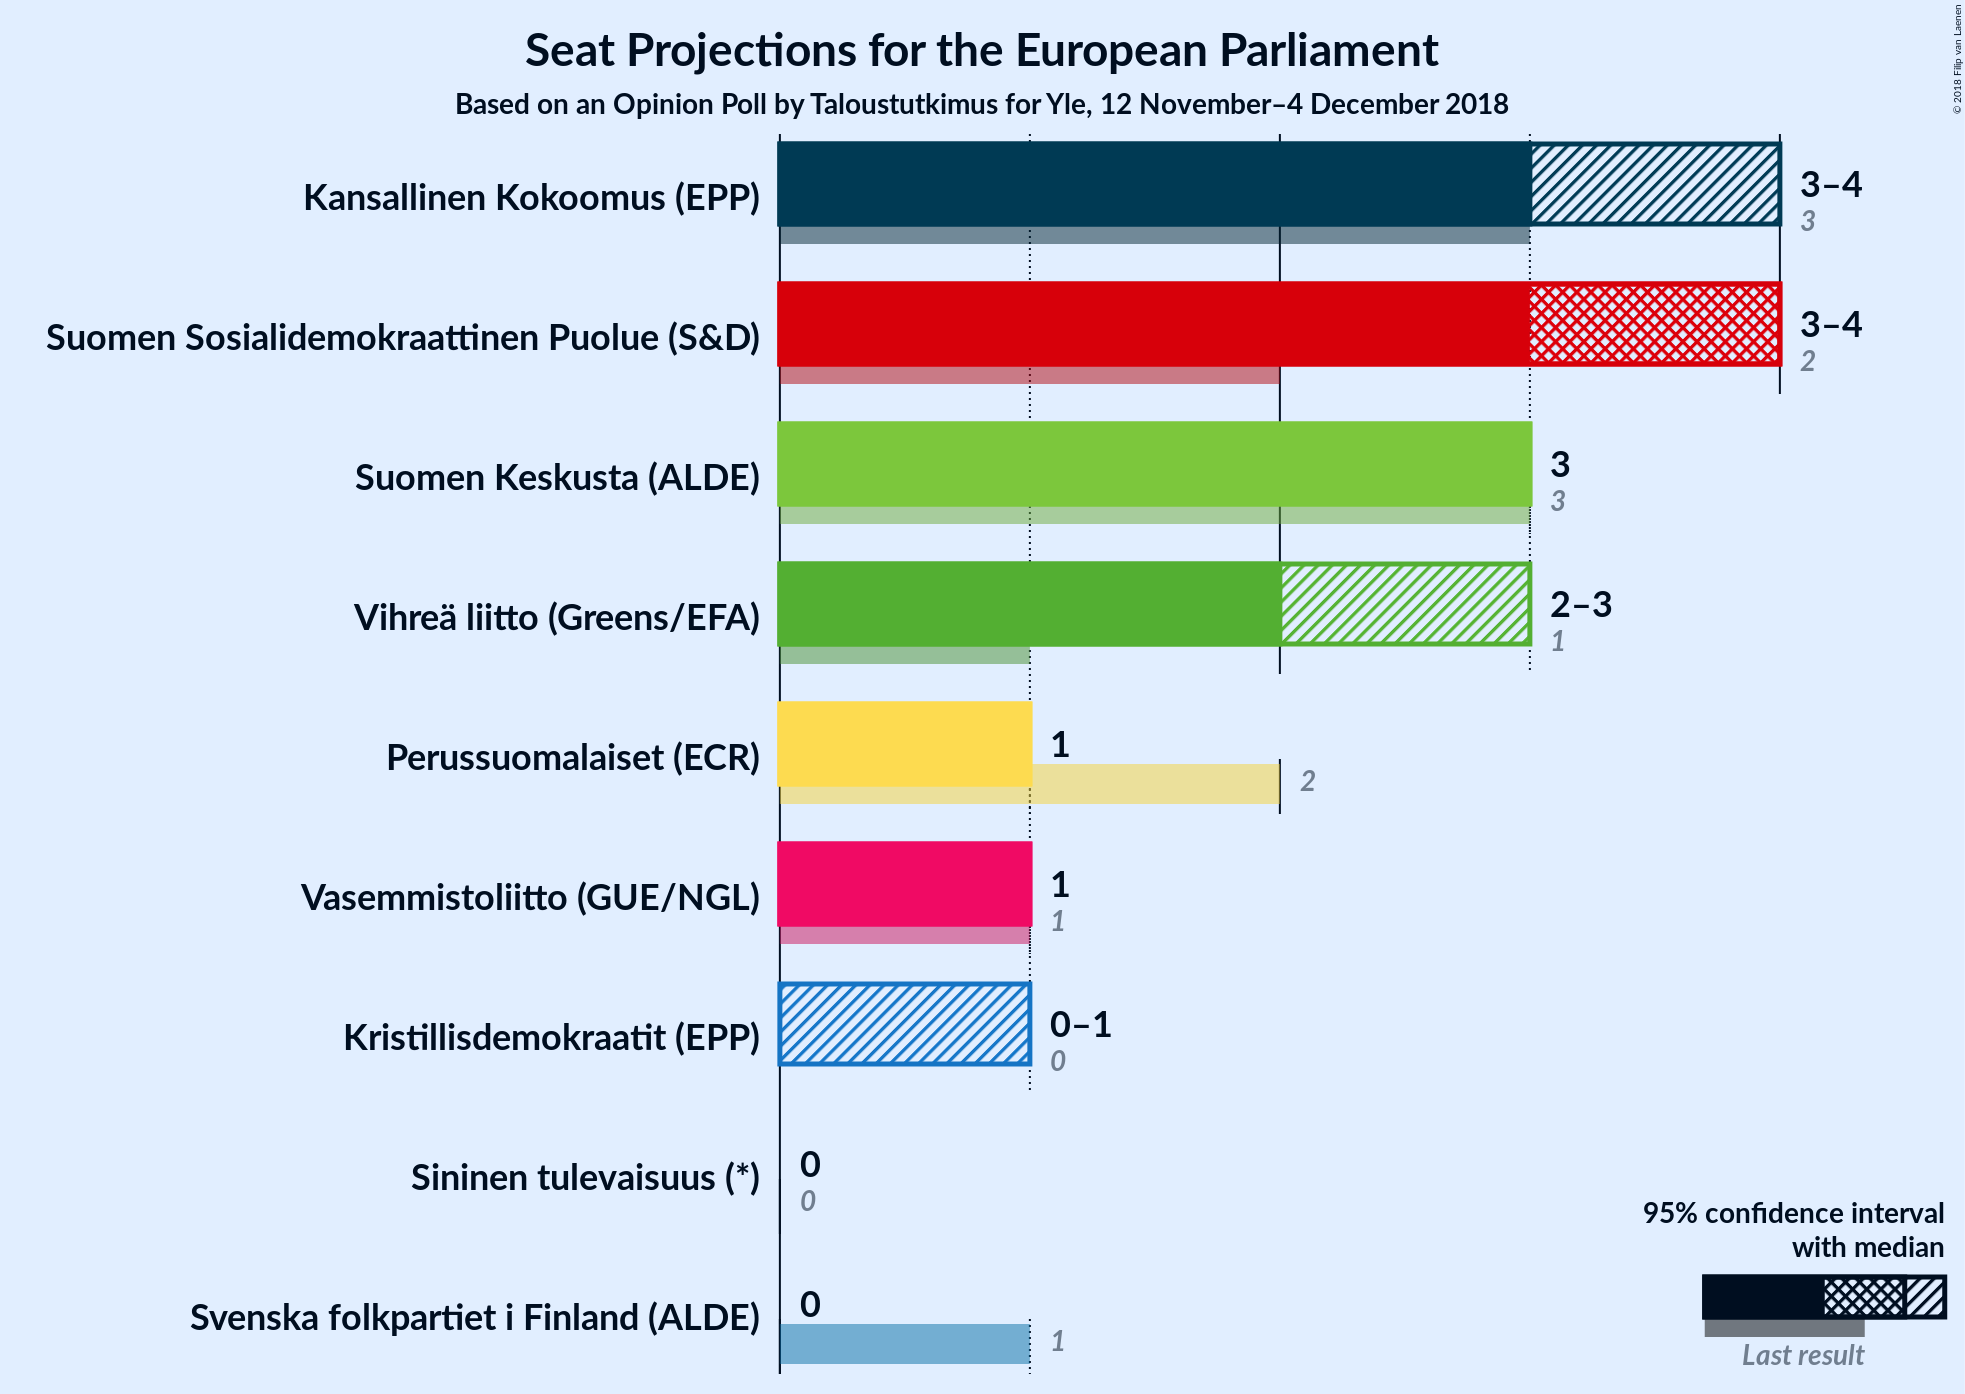 Seat Projections for the European Parliament
Based on an Opinion Poll by Taloustutkimus for Yle, 12 November–4 December 2018
© 2018 Filip van Laenen
Kansallinen Kokoomus (EPP)
3–4
3
Suomen Sosialidemokraattinen Puolue (S&D)
3–4
2
Suomen Keskusta (ALDE)
3
3
Vihreä liitto (Greens/EFA)
2–3
1
Perussuomalaiset (ECR)
1
2
Vasemmistoliitto (GUE/NGL)
1
1
Kristillisdemokraatit (EPP)
0–1
0
Sininen tulevaisuus (*)
0
0
Svenska folkpartiet i Finland (ALDE)
0
1
95% confidence interval
with median
Last result